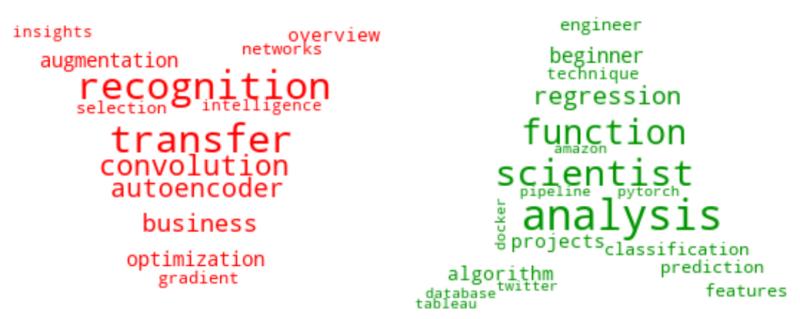 insights
overview
networks
augmentation
recognition
selection
intelligence
transfer
convolution
autoencoder
business
optimization
gradient
engineer
beginner
technique
regression
function
amazon
scientist
pipeline
pytorch
analysis
docker
projects
classification
prediction
algorithm
features
twitter
database
tableau